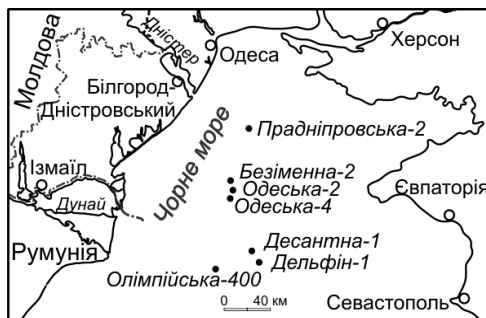 Молдова
Дністер
Одеса
Херсон
Білгород-
Дністровський
Прадніпровська-2
Чорне море
Безіменна-2
Одеська-2
Одеська-4
Ізмаїл
Євпаторія
Дунай
Румунія
Десантна-1
Дельфін-1
Олімпійська-400
0 40 км
Севастополь